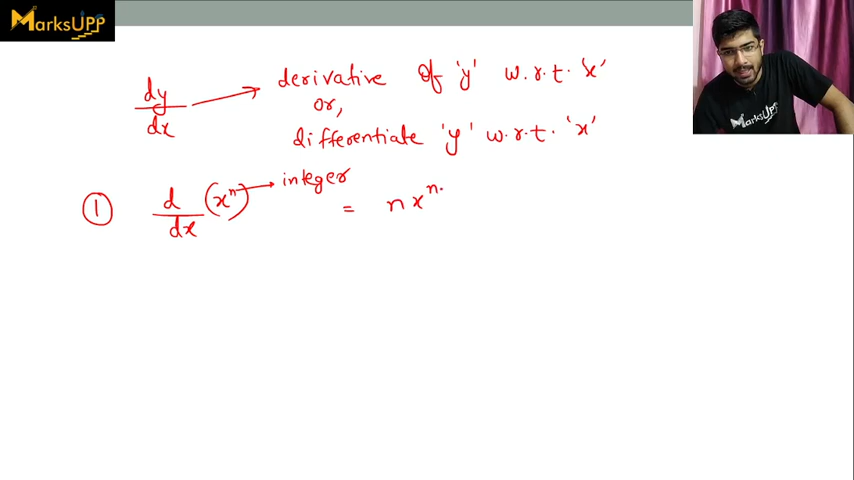 MarksUPP
dy/dx → derivative of 'y' w.r.t. 'x'
or,
differentiate 'y' w.r.t. 'x'
① d/dx (xⁿ) → integer
= n xⁿ·
MarksUPP